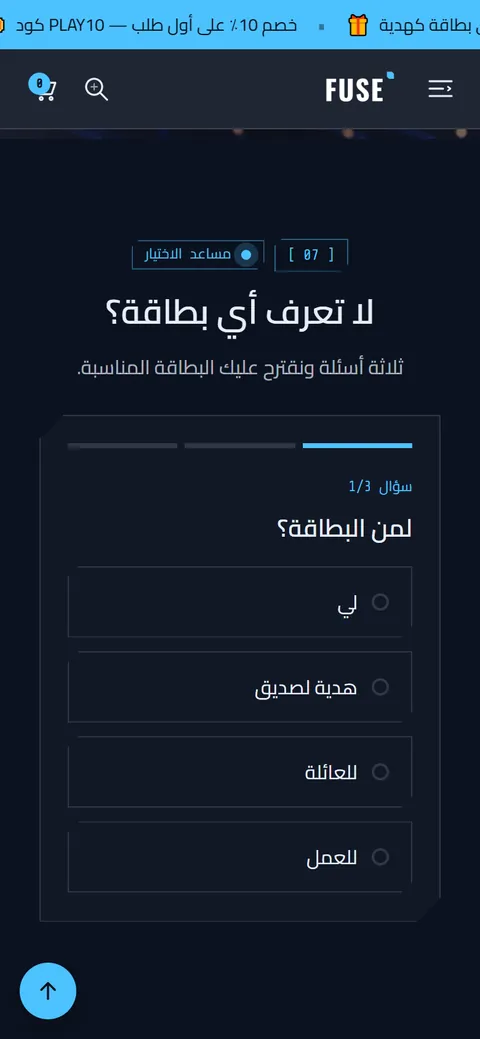 بطاقة كهدية 🎁 ▪ خصم 10٪ على أول طلب — PLAY10 كود
FUSE
0
[ 07 ] مساعد الاختيار
لا تعرف أي بطاقة؟
ثلاثة أسئلة ونقترح عليك البطاقة المناسبة.
سؤال 1/3
لمن البطاقة؟
لي
هدية لصديق
للعائلة
للعمل